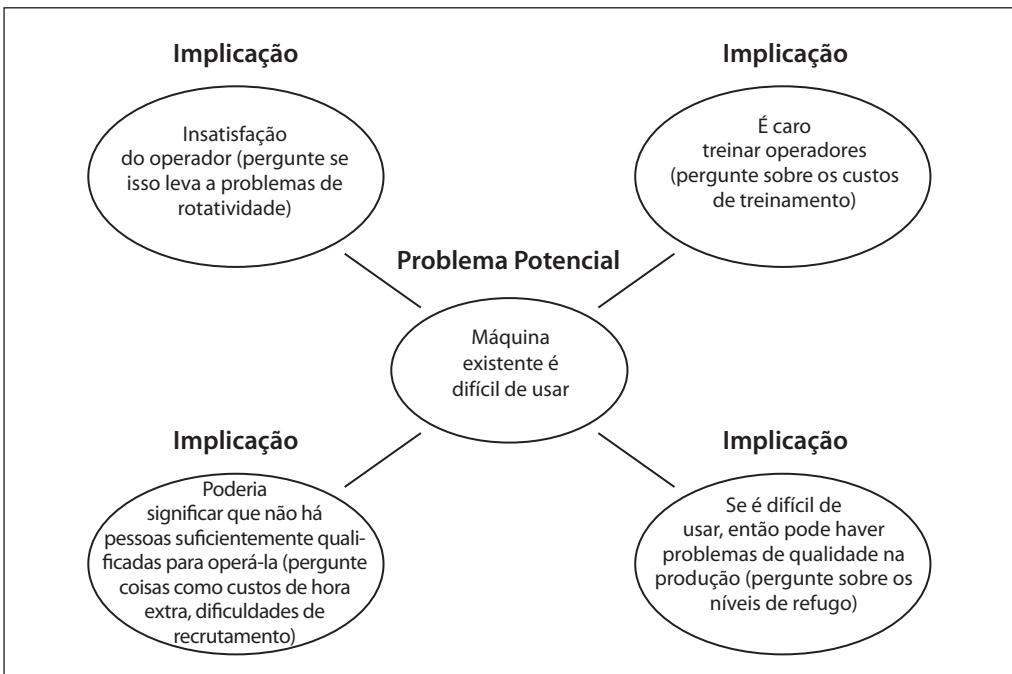 Implicação
Insatisfação
do operador (pergunte se
isso leva a problemas de
rotatividade)
Implicação
É caro
treinar operadores
(pergunte sobre os custos
de treinamento)
Problema Potencial
Máquina
existente é
difícil de usar
Implicação
Poderia
significar que não há
pessoas suficientemente quali-
ficadas para operá-la (pergunte
coisas como custos de hora
extra, dificuldades de
recrutamento)
Implicação
Se é difícil de
usar, então pode haver
problemas de qualidade na
produção (pergunte sobre os
níveis de refugo)